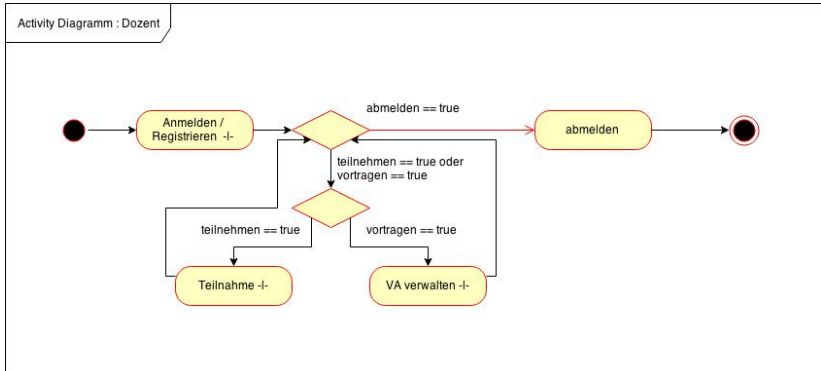 Activity Diagramm : Dozent
Anmelden /
Registrieren -I-
abmelden == true
abmelden
teilnehmen == true oder
vortragen == true
teilnehmen == true
vortragen == true
Teilnahme -I-
VA verwalten -I-